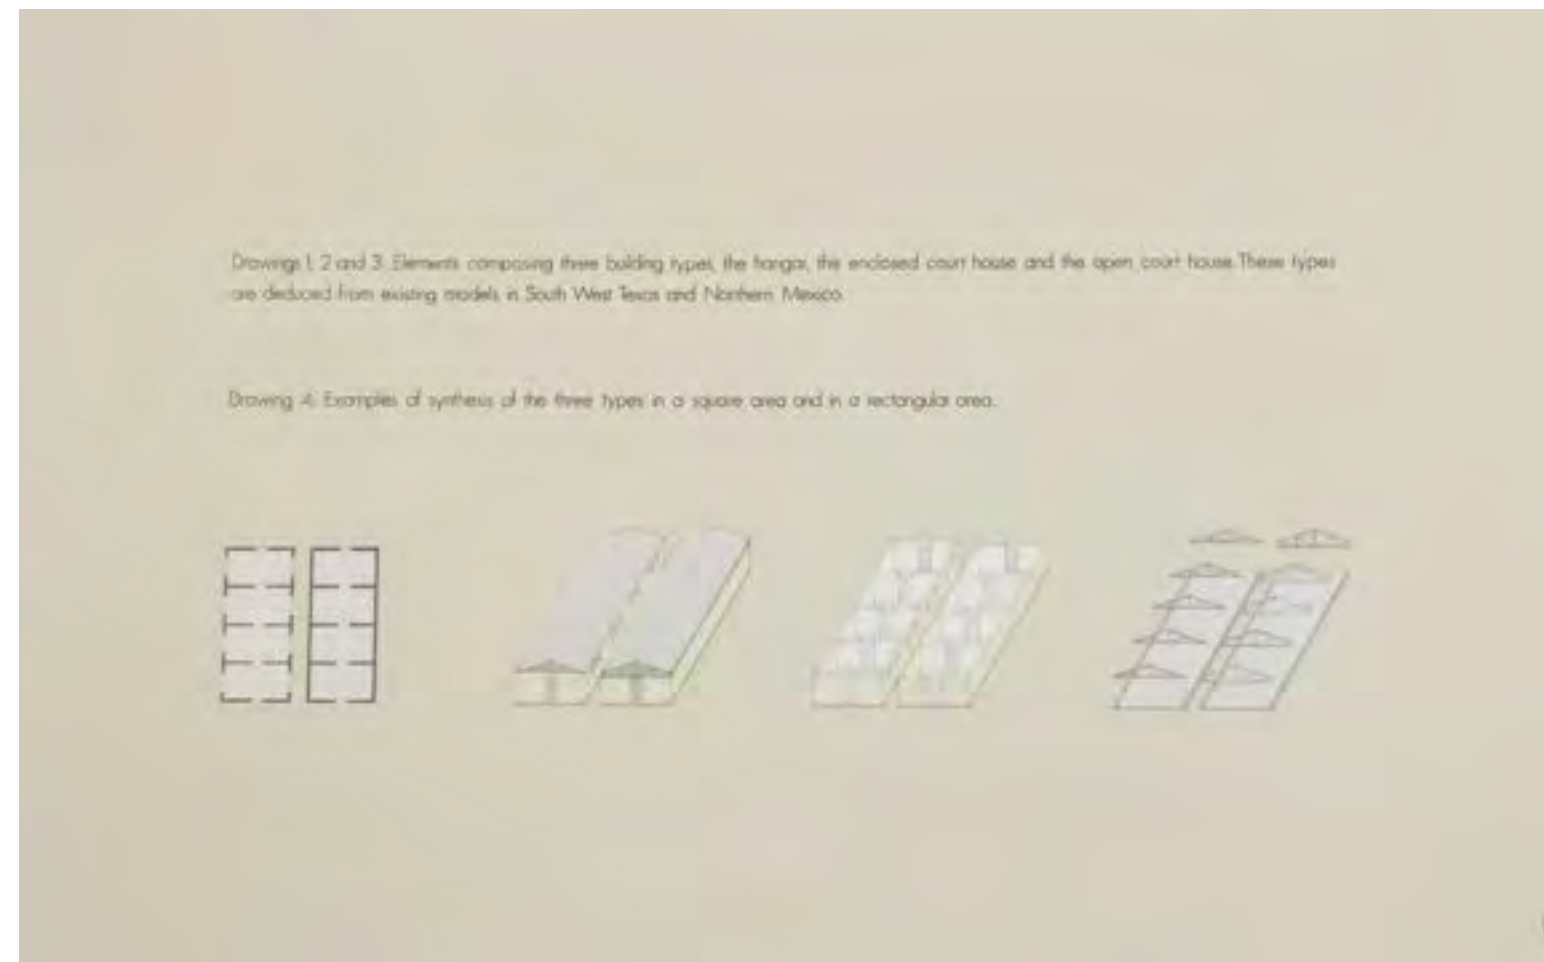 Drawings 1, 2 and 3: Elements composing three building types, the hangar, the enclosed court house and the open court house. These types
are deduced from existing models in South West Texas and Northern Mexico.
Drawing 4: Examples of synthesis of the three types in a square area and in a rectangular area.